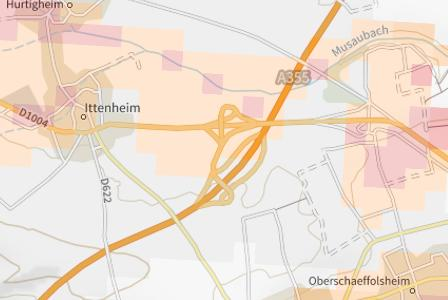 Hurtigheim
Musaubach
A355
Ittenheim
D1004
D622
Oberschaeffolsheim